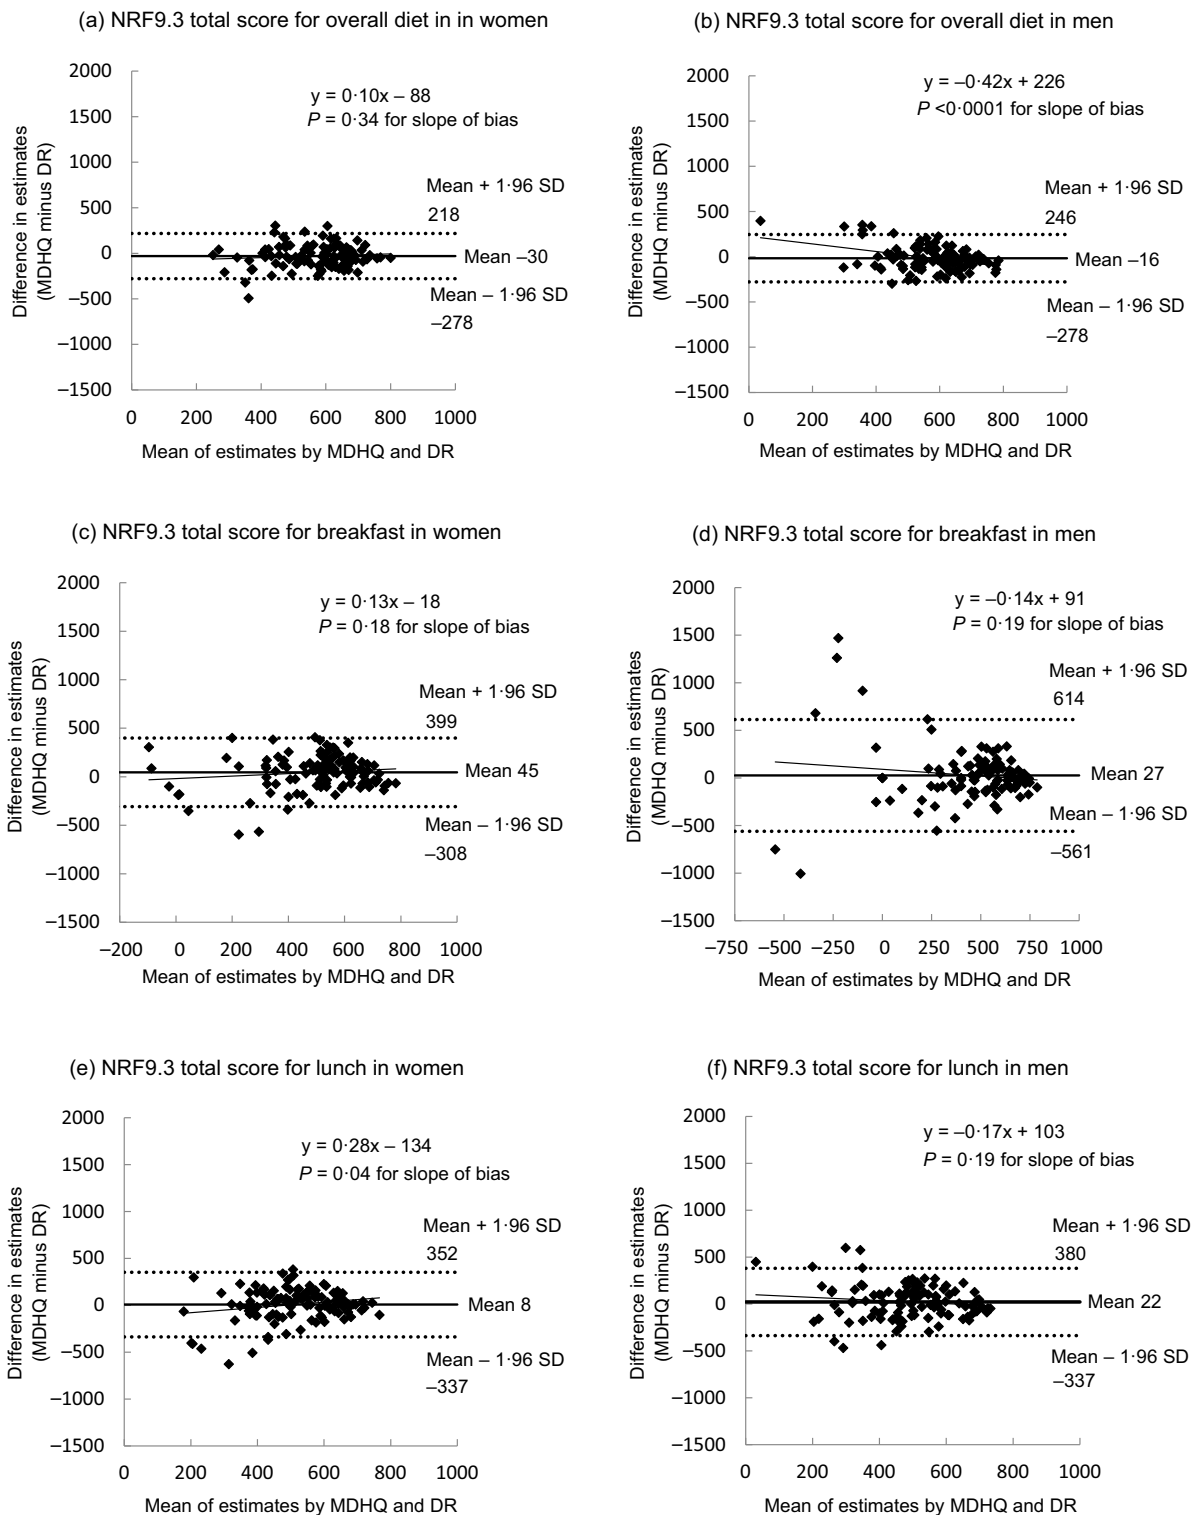 (a) NRF9.3 total score for overall diet in in women
2000
1500
1000
500
0
–500
–1000
–1500
0 200 400 600 800 1000
Difference in estimates
(MDHQ minus DR)
Mean of estimates by MDHQ and DR
y = 0·10x – 88
P = 0·34 for slope of bias
Mean + 1·96 SD
218
Mean –30
Mean – 1·96 SD
–278
(b) NRF9.3 total score for overall diet in men
2000
1500
1000
500
0
–500
–1000
–1500
0 200 400 600 800 1000
Difference in estimates
(MDHQ minus DR)
Mean of estimates by MDHQ and DR
y = –0·42x + 226
P <0·0001 for slope of bias
Mean + 1·96 SD
246
Mean –16
Mean – 1·96 SD
–278
(c) NRF9.3 total score for breakfast in women
2000
1500
1000
500
0
–500
–1000
–1500
–200 0 200 400 600 800 1000
Difference in estimates
(MDHQ minus DR)
Mean of estimates by MDHQ and DR
y = 0·13x – 18
P = 0·18 for slope of bias
Mean + 1·96 SD
399
Mean 45
Mean – 1·96 SD
–308
(d) NRF9.3 total score for breakfast in men
2000
1500
1000
500
0
–500
–1000
–1500
–750 –500 –250 0 250 500 750 1000
Difference in estimates
(MDHQ minus DR)
Mean of estimates by MDHQ and DR
y = –0·14x + 91
P = 0·19 for slope of bias
Mean + 1·96 SD
614
Mean 27
Mean – 1·96 SD
–561
(e) NRF9.3 total score for lunch in women
2000
1500
1000
500
0
–500
–1000
–1500
0 200 400 600 800 1000
Difference in estimates
(MDHQ minus DR)
Mean of estimates by MDHQ and DR
y = 0·28x – 134
P = 0·04 for slope of bias
Mean + 1·96 SD
352
Mean 8
Mean – 1·96 SD
–337
(f) NRF9.3 total score for lunch in men
2000
1500
1000
500
0
–500
–1000
–1500
0 200 400 600 800 1000
Difference in estimates
(MDHQ minus DR)
Mean of estimates by MDHQ and DR
y = –0·17x + 103
P = 0·19 for slope of bias
Mean + 1·96 SD
380
Mean 22
Mean – 1·96 SD
–337